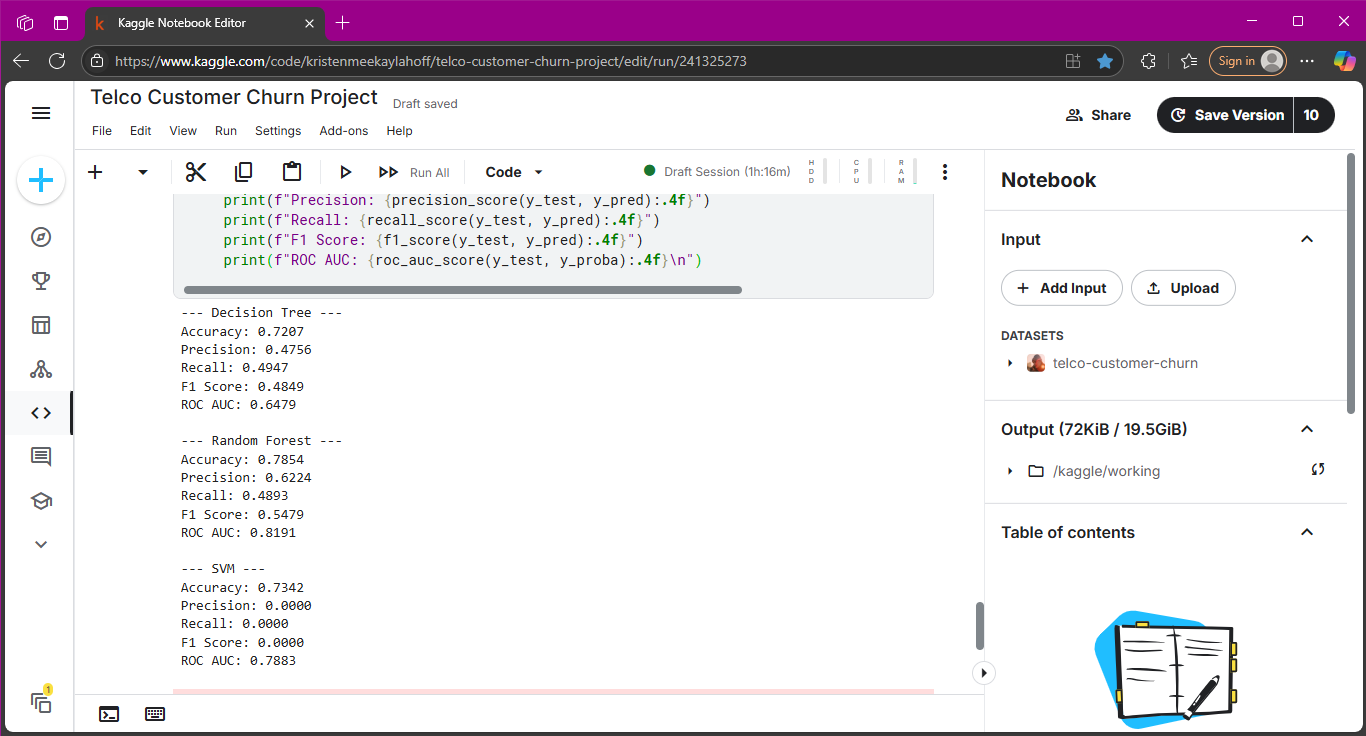 Kaggle Notebook Editor
https://www.kaggle.com/code/kristenmeekaylahoff/telco-customer-churn-project/edit/run/241325273
Sign in
Telco Customer Churn Project
Draft saved
File Edit View Run Settings Add-ons Help
Share
Save Version 10
Run All
Code
Draft Session (1h:16m)
HDD
CPU
RAM
print(f"Precision: {precision_score(y_test, y_pred):.4f}")
print(f"Recall: {recall_score(y_test, y_pred):.4f}")
print(f"F1 Score: {f1_score(y_test, y_pred):.4f}")
print(f"ROC AUC: {roc_auc_score(y_test, y_proba):.4f}\n")
--- Decision Tree ---
Accuracy: 0.7207
Precision: 0.4756
Recall: 0.4947
F1 Score: 0.4849
ROC AUC: 0.6479
--- Random Forest ---
Accuracy: 0.7854
Precision: 0.6224
Recall: 0.4893
F1 Score: 0.5479
ROC AUC: 0.8191
--- SVM ---
Accuracy: 0.7342
Precision: 0.0000
Recall: 0.0000
F1 Score: 0.0000
ROC AUC: 0.7883
Notebook
Input
Add Input
Upload
DATASETS
telco-customer-churn
Output (72KiB / 19.5GiB)
/kaggle/working
Table of contents
1